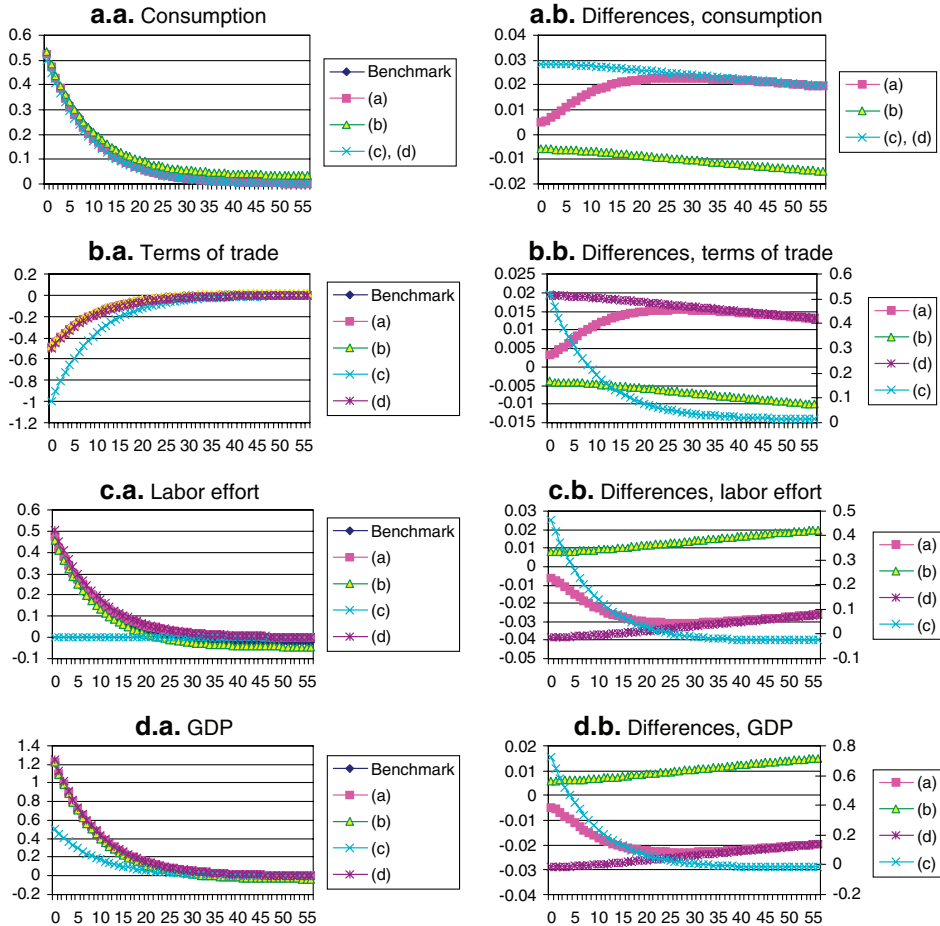 a.a. Consumption
0.6
0.5
0.4
0.3
0.2
0.1
0
0 5 10 15 20 25 30 35 40 45 50 55
Benchmark
(a)
(b)
(c), (d)
a.b. Differences, consumption
0.04
0.03
0.02
0.01
0
-0.01
-0.02
0 5 10 15 20 25 30 35 40 45 50 55
(a)
(b)
(c), (d)
b.a. Terms of trade
0.2
0
-0.2
-0.4
-0.6
-0.8
-1
-1.2
0 5 10 15 20 25 30 35 40 45 50 55
Benchmark
(a)
(b)
(c)
(d)
b.b. Differences, terms of trade
0.025
0.02
0.015
0.01
0.005
0
-0.005
-0.01
-0.015
0.6
0.5
0.4
0.3
0.2
0.1
0
0 5 10 15 20 25 30 35 40 45 50 55
(a)
(b)
(d)
(c)
c.a. Labor effort
0.6
0.5
0.4
0.3
0.2
0.1
0
-0.1
0 5 10 15 20 25 30 35 40 45 50 55
Benchmark
(a)
(b)
(c)
(d)
c.b. Differences, labor effort
0.03
0.02
0.01
0
-0.01
-0.02
-0.03
-0.04
-0.05
0.5
0.4
0.3
0.2
0.1
0
-0.1
0 5 10 15 20 25 30 35 40 45 50 55
(a)
(b)
(d)
(c)
d.a. GDP
1.4
1.2
1
0.8
0.6
0.4
0.2
0
-0.2
0 5 10 15 20 25 30 35 40 45 50 55
Benchmark
(a)
(b)
(c)
(d)
d.b. Differences, GDP
0.02
0.01
0
-0.01
-0.02
-0.03
-0.04
0.8
0.6
0.4
0.2
0
-0.2
0 5 10 15 20 25 30 35 40 45 50 55
(a)
(b)
(d)
(c)